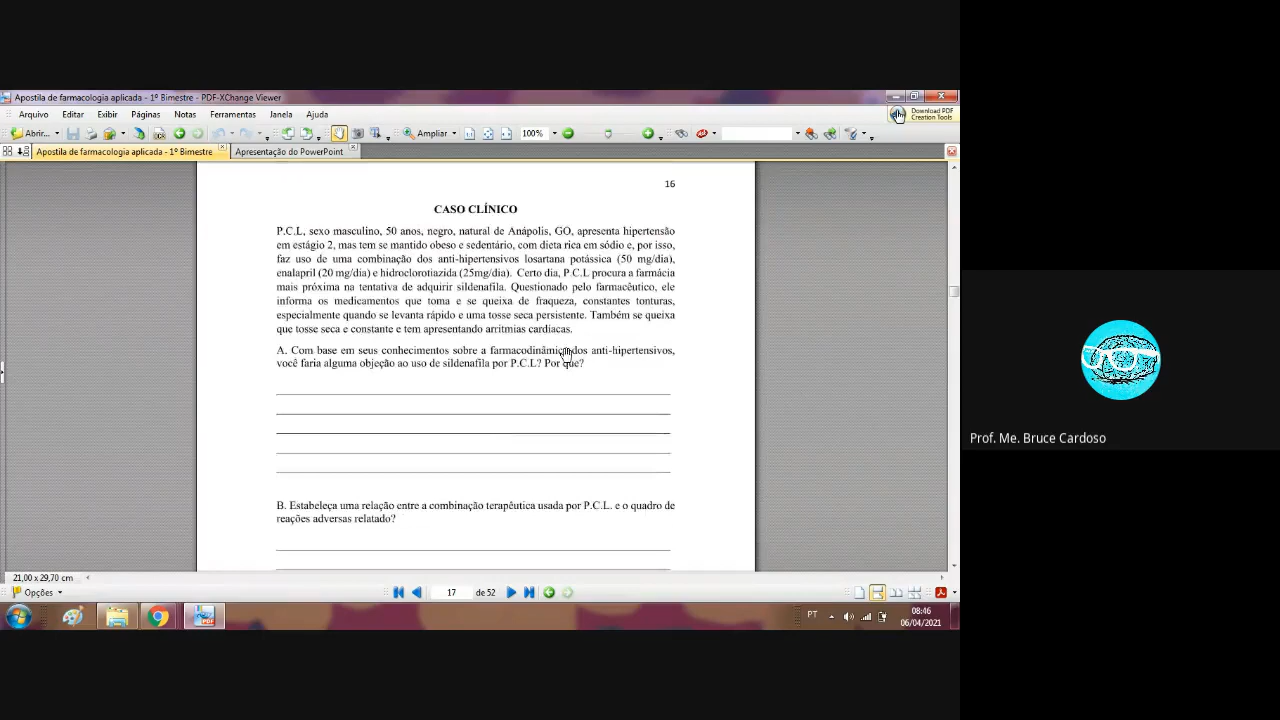 Apostila de farmacologia aplicada - 1º Bimestre - PDF-XChange Viewer
Arquivo Editar Exibir Páginas Notas Ferramentas Janela Ajuda
Download PDF
Creation Tools
Abrir... Ampliar 100%
Apostila de farmacologia aplicada - 1º Bimestre Apresentação do PowerPoint
16
CASO CLÍNICO
P.C.L, sexo masculino, 50 anos, negro, natural de Anápolis, GO, apresenta hipertensão
em estágio 2, mas tem se mantido obeso e sedentário, com dieta rica em sódio e, por isso,
faz uso de uma combinação dos anti-hipertensivos losartana potássica (50 mg/dia),
enalapril (20 mg/dia) e hidroclorotiazida (25mg/dia). Certo dia, P.C.L procura a farmácia
mais próxima na tentativa de adquirir sildenafila. Questionado pelo farmacêutico, ele
informa os medicamentos que toma e se queixa de fraqueza, constantes tonturas,
especialmente quando se levanta rápido e uma tosse seca persistente. Também se queixa
que tosse seca e constante e tem apresentando arritmias cardíacas.
A. Com base em seus conhecimentos sobre a farmacodinâmica dos anti-hipertensivos,
você faria alguma objeção ao uso de sildenafila por P.C.L? Por que?
B. Estabeleça uma relação entre a combinação terapêutica usada por P.C.L. e o quadro de
reações adversas relatado?
21,00 x 29,70 cm
Opções 17 de 52
PT 08:46
06/04/2021
Prof. Me. Bruce Cardoso